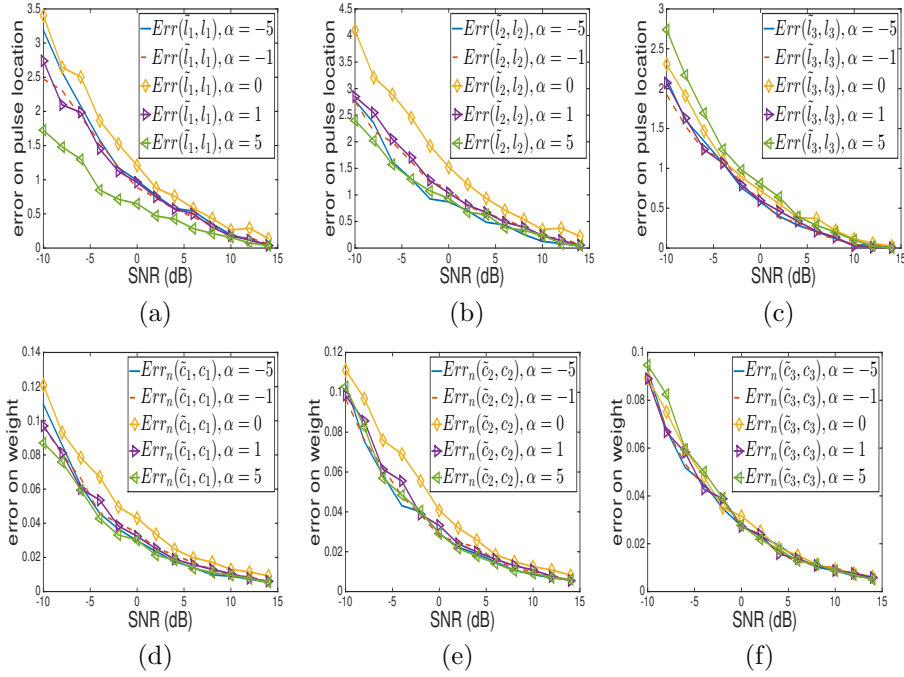 error on pulse location
3.5
3
2.5
2
1.5
1
0.5
0
-10 -5 0 5 10 15
SNR (dB)
Err(l̃₁, l₁), α = −5
Err(l̃₁, l₁), α = −1
Err(l̃₁, l₁), α = 0
Err(l̃₁, l₁), α = 1
Err(l̃₁, l₁), α = 5
(a)
error on pulse location
5
4.5
4
3.5
3
2.5
2
1.5
1
0.5
0
-10 -5 0 5 10 15
SNR (dB)
Err(l̃₂, l₂), α = −5
Err(l̃₂, l₂), α = −1
Err(l̃₂, l₂), α = 0
Err(l̃₂, l₂), α = 1
Err(l̃₂, l₂), α = 5
(b)
error on pulse location
3
2.5
2
1.5
1
0.5
0
-10 -5 0 5 10 15
SNR (dB)
Err(l̃₃, l₃), α = −5
Err(l̃₃, l₃), α = −1
Err(l̃₃, l₃), α = 0
Err(l̃₃, l₃), α = 1
Err(l̃₃, l₃), α = 5
(c)
error on weight
0.14
0.12
0.1
0.08
0.06
0.04
0.02
0
-10 -5 0 5 10 15
SNR (dB)
Errₙ(c̃₁, c₁), α = −5
Errₙ(c̃₁, c₁), α = −1
Errₙ(c̃₁, c₁), α = 0
Errₙ(c̃₁, c₁), α = 1
Errₙ(c̃₁, c₁), α = 5
(d)
error on weight
0.12
0.1
0.08
0.06
0.04
0.02
0
-10 -5 0 5 10 15
SNR (dB)
Errₙ(c̃₂, c₂), α = −5
Errₙ(c̃₂, c₂), α = −1
Errₙ(c̃₂, c₂), α = 0
Errₙ(c̃₂, c₂), α = 1
Errₙ(c̃₂, c₂), α = 5
(e)
error on weight
0.1
0.08
0.06
0.04
0.02
0
-10 -5 0 5 10 15
SNR (dB)
Errₙ(c̃₃, c₃), α = −5
Errₙ(c̃₃, c₃), α = −1
Errₙ(c̃₃, c₃), α = 0
Errₙ(c̃₃, c₃), α = 1
Errₙ(c̃₃, c₃), α = 5
(f)